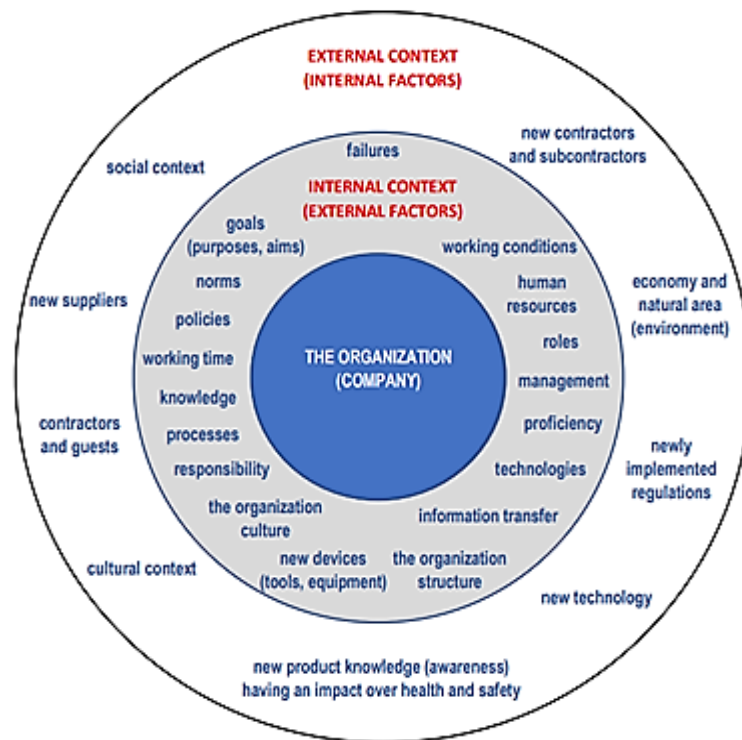 EXTERNAL CONTEXT
(INTERNAL FACTORS)
new contractors
and subcontractors
social context
failures
INTERNAL CONTEXT
(EXTERNAL FACTORS)
goals
(purposes, aims)
working conditions
norms
human
resources
economy and
natural area
(environment)
new suppliers
policies
roles
working time
THE ORGANIZATION
(COMPANY)
management
knowledge
contractors
and guests
proficiency
processes
newly
implemented
regulations
responsibility
technologies
the organization
culture
information transfer
cultural context
new devices
(tools, equipment)
the organization
structure
new technology
new product knowledge (awareness)
having an impact over health and safety